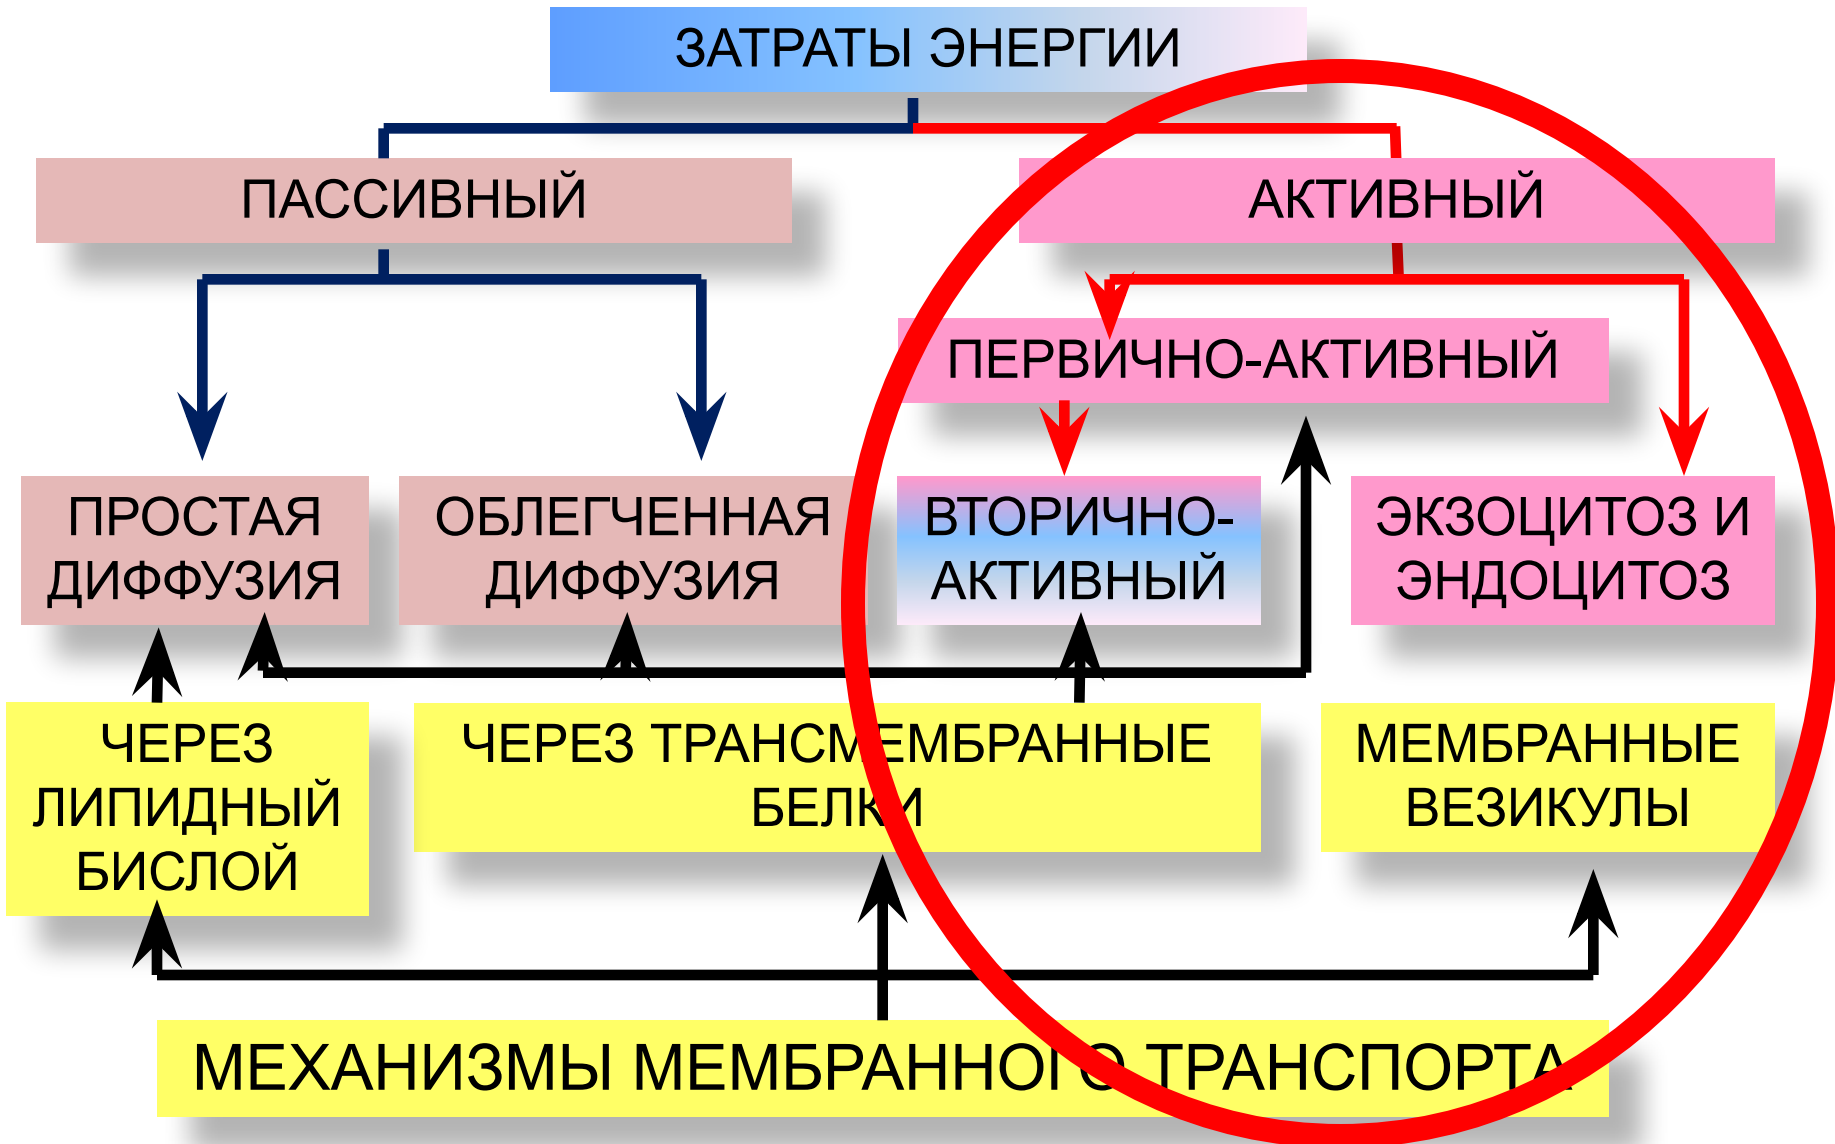 ЗАТРАТЫ ЭНЕРГИИ
ПАССИВНЫЙ
АКТИВНЫЙ
ПЕРВИЧНО-АКТИВНЫЙ
ПРОСТАЯ
ДИФФУЗИЯ
ОБЛЕГЧЕННАЯ
ДИФФУЗИЯ
ВТОРИЧНО-
АКТИВНЫЙ
ЭКЗОЦИТОЗ И
ЭНДОЦИТОЗ
ЧЕРЕЗ
ЛИПИДНЫЙ
БИСЛОЙ
ЧЕРЕЗ ТРАНСМЕМБРАННЫЕ
БЕЛКИ
МЕМБРАННЫЕ
ВЕЗИКУЛЫ
МЕХАНИЗМЫ МЕМБРАННОГО ТРАНСПОРТА